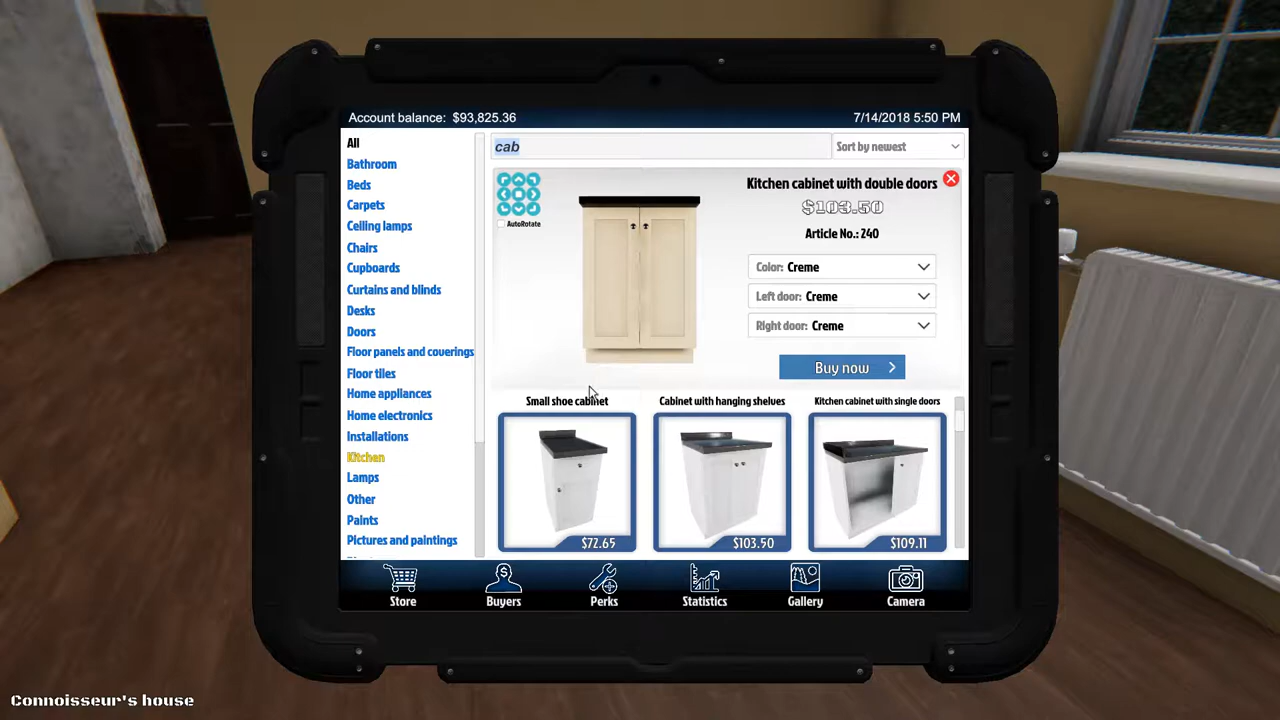 Account balance: $93,825.36
7/14/2018 5:50 PM
All
Bathroom
Beds
Carpets
Ceiling lamps
Chairs
Cupboards
Curtains and blinds
Desks
Doors
Floor panels and coverings
Floor tiles
Home appliances
Home electronics
Installations
Kitchen
Lamps
Other
Paints
Pictures and paintings
cab
Sort by newest
AutoRotate
Kitchen cabinet with double doors
$103.50
Article No.: 240
Color: Creme
Left door: Creme
Right door: Creme
Buy now
Small shoe cabinet
Cabinet with hanging shelves
Kitchen cabinet with single doors
$72.65
$103.50
$109.11
Store
Buyers
Perks
Statistics
Gallery
Camera
Connoisseur's house